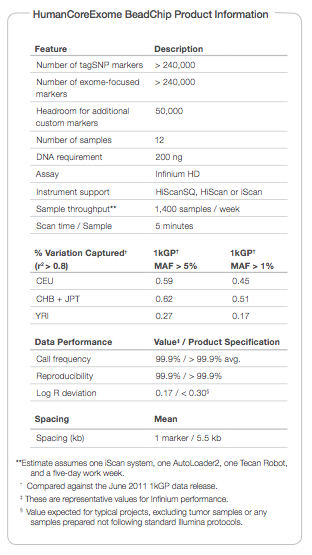 HumanCoreExome BeadChip Product Information
Feature Description
Number of tagSNP markers > 240,000
Number of exome-focused > 240,000
markers
Headroom for additional 50,000
custom markers
Number of samples 12
DNA requirement 200 ng
Assay Infinium HD
Instrument support HiScanSQ, HiScan or iScan
Sample throughput** 1,400 samples / week
Scan time / Sample 5 minutes
% Variation Captured† 1kGP† 1kGP†
(r² > 0.8) MAF > 5% MAF > 1%
CEU 0.59 0.45
CHB + JPT 0.62 0.51
YRI 0.27 0.17
Data Performance Value‡ / Product Specification
Call frequency 99.9% / > 99.9% avg.
Reproducibility 99.9% / > 99.9%
Log R deviation 0.17 / < 0.30§
Spacing Mean
Spacing (kb) 1 marker / 5.5 kb
**Estimate assumes one iScan system, one AutoLoader2, one Tecan Robot,
and a five-day work week.
† Compared against the June 2011 1kGP data release.
‡ These are representative values for Infinium performance.
§ Value expected for typical projects, excluding tumor samples or any
samples prepared not following standard Illumina protocols.